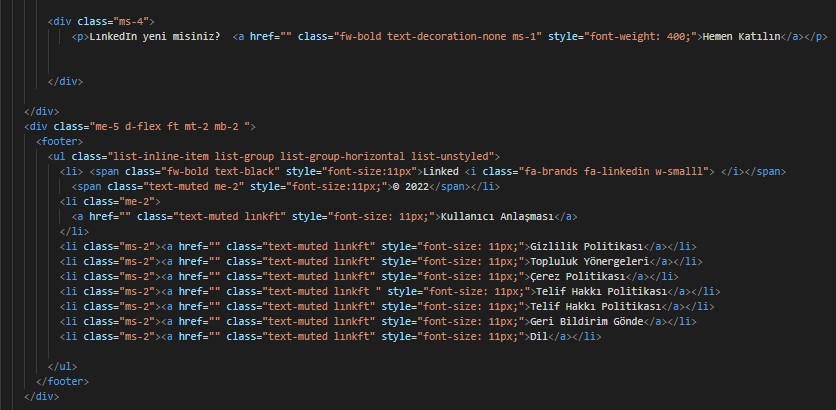 <div class="ms-4">
<p>LınkedIn yeni misiniz?  <a href="" class="fw-bold text-decoration-none ms-1" style="font-weight: 400;">Hemen Katılın</a></p>
</div>
</div>
<div class="me-5 d-flex ft mt-2 mb-2 ">
<footer>
<ul class="list-inline-item list-group list-group-horizontal list-unstyled">
<li> <span class="fw-bold text-black" style="font-size:11px">Linked <i class="fa-brands fa-linkedin w-smalll"> </i></span>
<span class="text-muted me-2" style="font-size:11px;">© 2022</span></li>
<li class="me-2">
<a href="" class="text-muted lınkft" style="font-size: 11px;">Kullanıcı Anlaşması</a>
</li>
<li class="ms-2"><a href="" class="text-muted lınkft" style="font-size: 11px;">Gizlilik Politikası</a></li>
<li class="ms-2"><a href="" class="text-muted lınkft" style="font-size: 11px;">Topluluk Yönergeleri</a></li>
<li class="ms-2"><a href="" class="text-muted lınkft" style="font-size: 11px;">Çerez Politikası</a></li>
<li class="ms-2"><a href="" class="text-muted lınkft " style="font-size: 11px;">Telif Hakkı Politikası</a></li>
<li class="ms-2"><a href="" class="text-muted lınkft" style="font-size: 11px;">Telif Hakkı Politikası</a></li>
<li class="ms-2"><a href="" class="text-muted lınkft" style="font-size: 11px;">Geri Bildirim Gönde</a></li>
<li class="ms-2"><a href="" class="text-muted lınkft" style="font-size: 11px;">Dil</a></li>
</ul>
</footer>
</div>